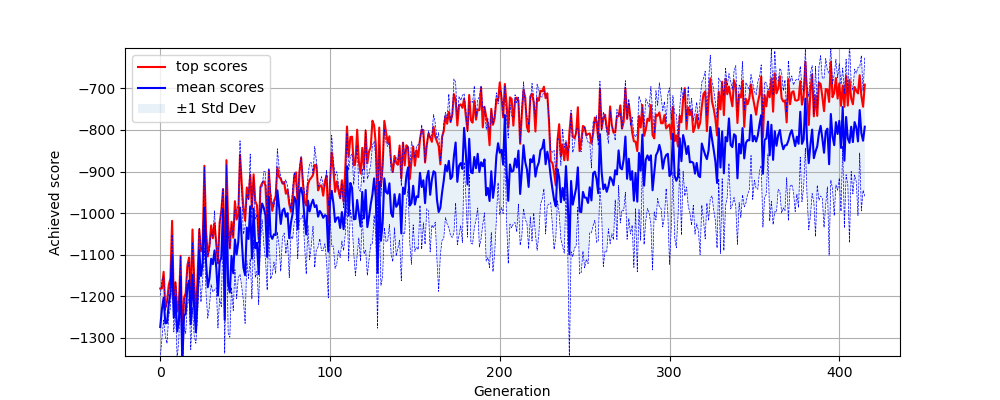 top scores
mean scores
±1 Std Dev
Achieved score
−700
−800
−900
−1000
−1100
−1200
−1300
0 100 200 300 400
Generation